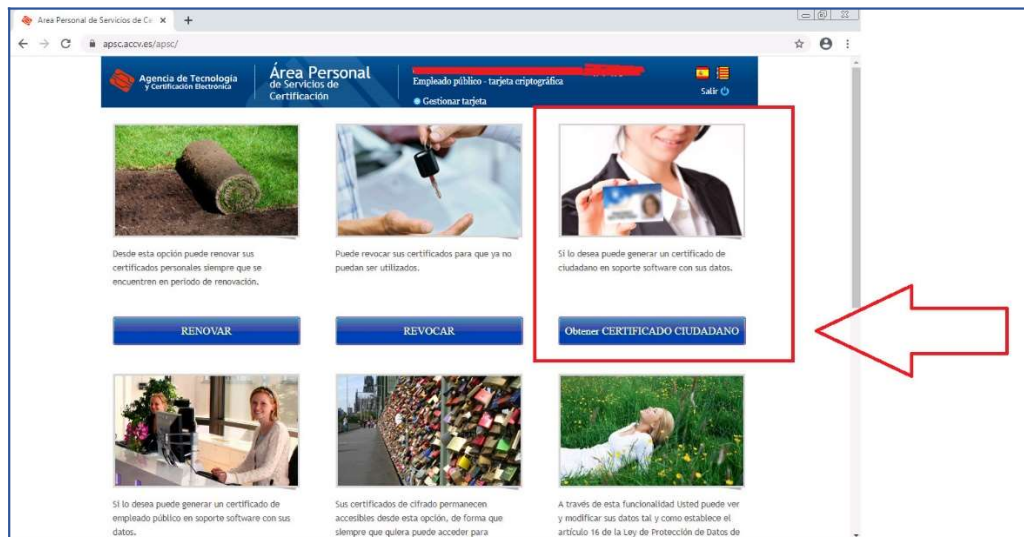 Area Personal de Servicios de Ce
apsc.accv.es/apsc/
Agencia de Tecnología
y Certificación Electrónica
Área Personal
de Servicios de
Certificación
Empleado público - tarjeta criptográfica
Gestionar tarjeta
Salir
Desde esta opción puede renovar sus
certificados personales siempre que se
encuentren en periodo de renovación.
Puede revocar sus certificados para que ya no
puedan ser utilizados.
Si lo desea puede generar un certificado de
ciudadano en soporte software con sus datos.
RENOVAR
REVOCAR
Obtener CERTIFICADO CIUDADANO
Si lo desea puede generar un certificado de
empleado público en soporte software con sus
datos.
Sus certificados de cifrado permanecen
accesibles desde esta opción, de forma que
siempre que quiera puede acceder para
A través de esta funcionalidad Usted puede ver
y modificar sus datos tal y como establece el
artículo 16 de la Ley de Protección de Datos de